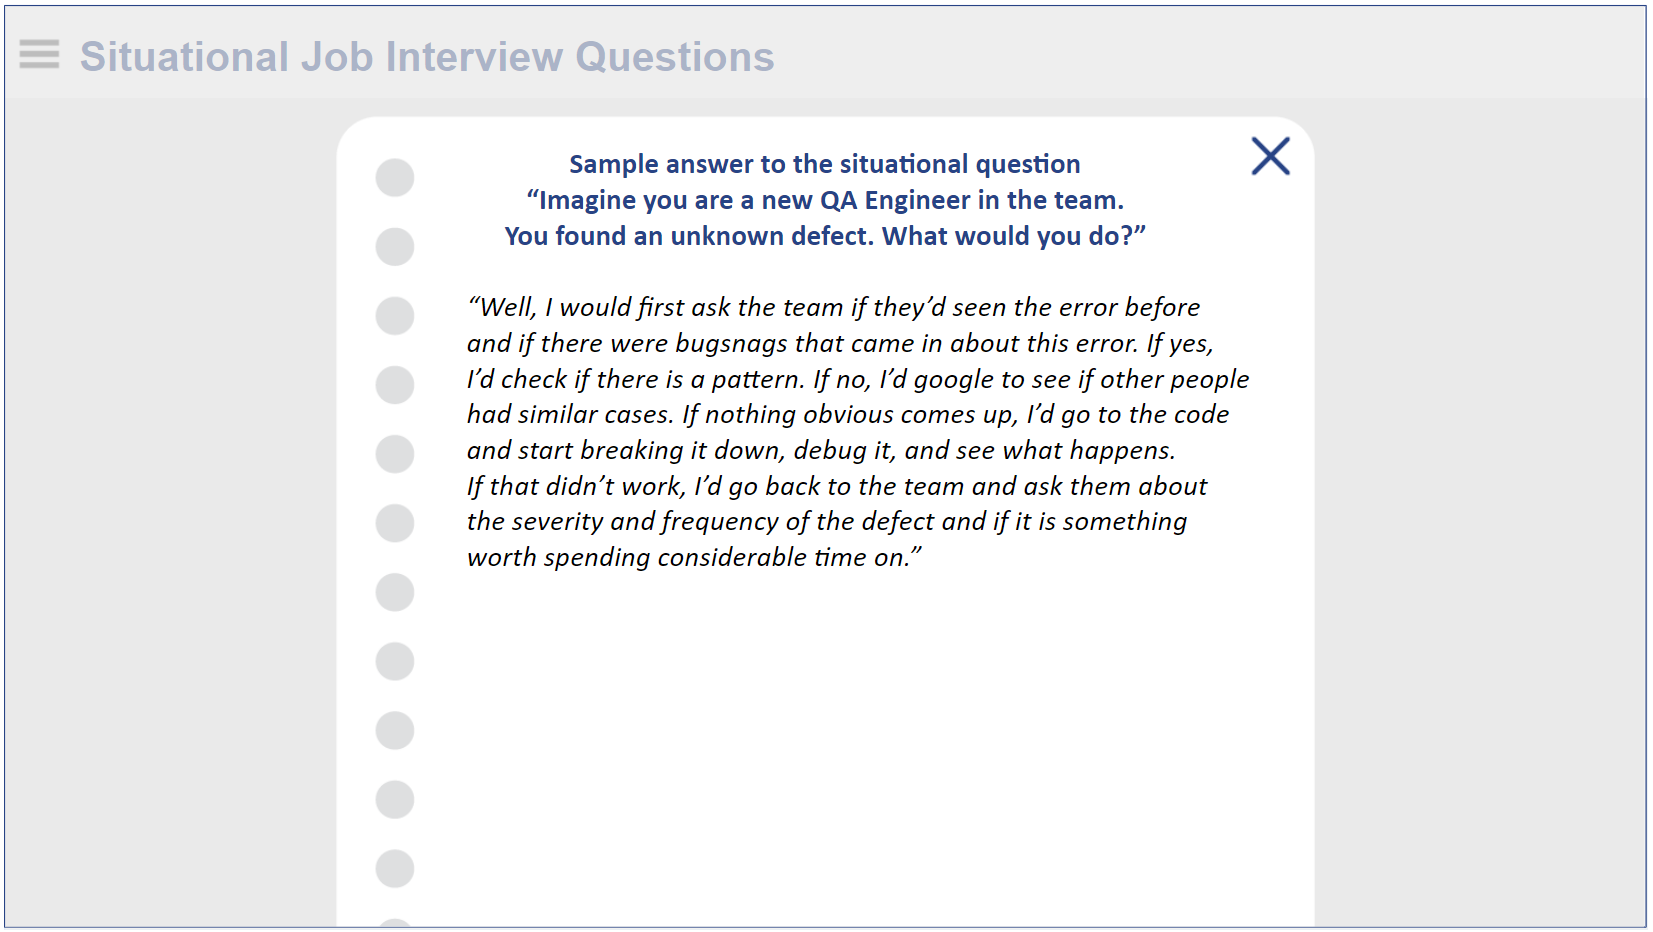 Situational Job Interview Questions
Sample answer to the situational question
“Imagine you are a new QA Engineer in the team.
You found an unknown defect. What would you do?”
“Well, I would first ask the team if they’d seen the error before
and if there were bugsnags that came in about this error. If yes,
I’d check if there is a pattern. If no, I’d google to see if other people
had similar cases. If nothing obvious comes up, I’d go to the code
and start breaking it down, debug it, and see what happens.
If that didn’t work, I’d go back to the team and ask them about
the severity and frequency of the defect and if it is something
worth spending considerable time on.”